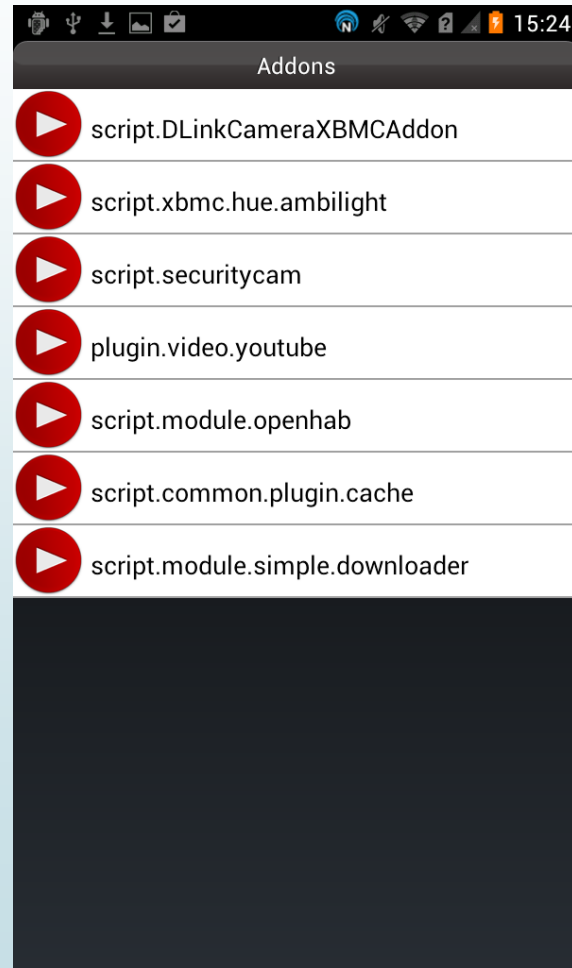 15:24
Addons
script.DLinkCameraXBMCAddon
script.xbmc.hue.ambilight
script.securitycam
plugin.video.youtube
script.module.openhab
script.common.plugin.cache
script.module.simple.downloader